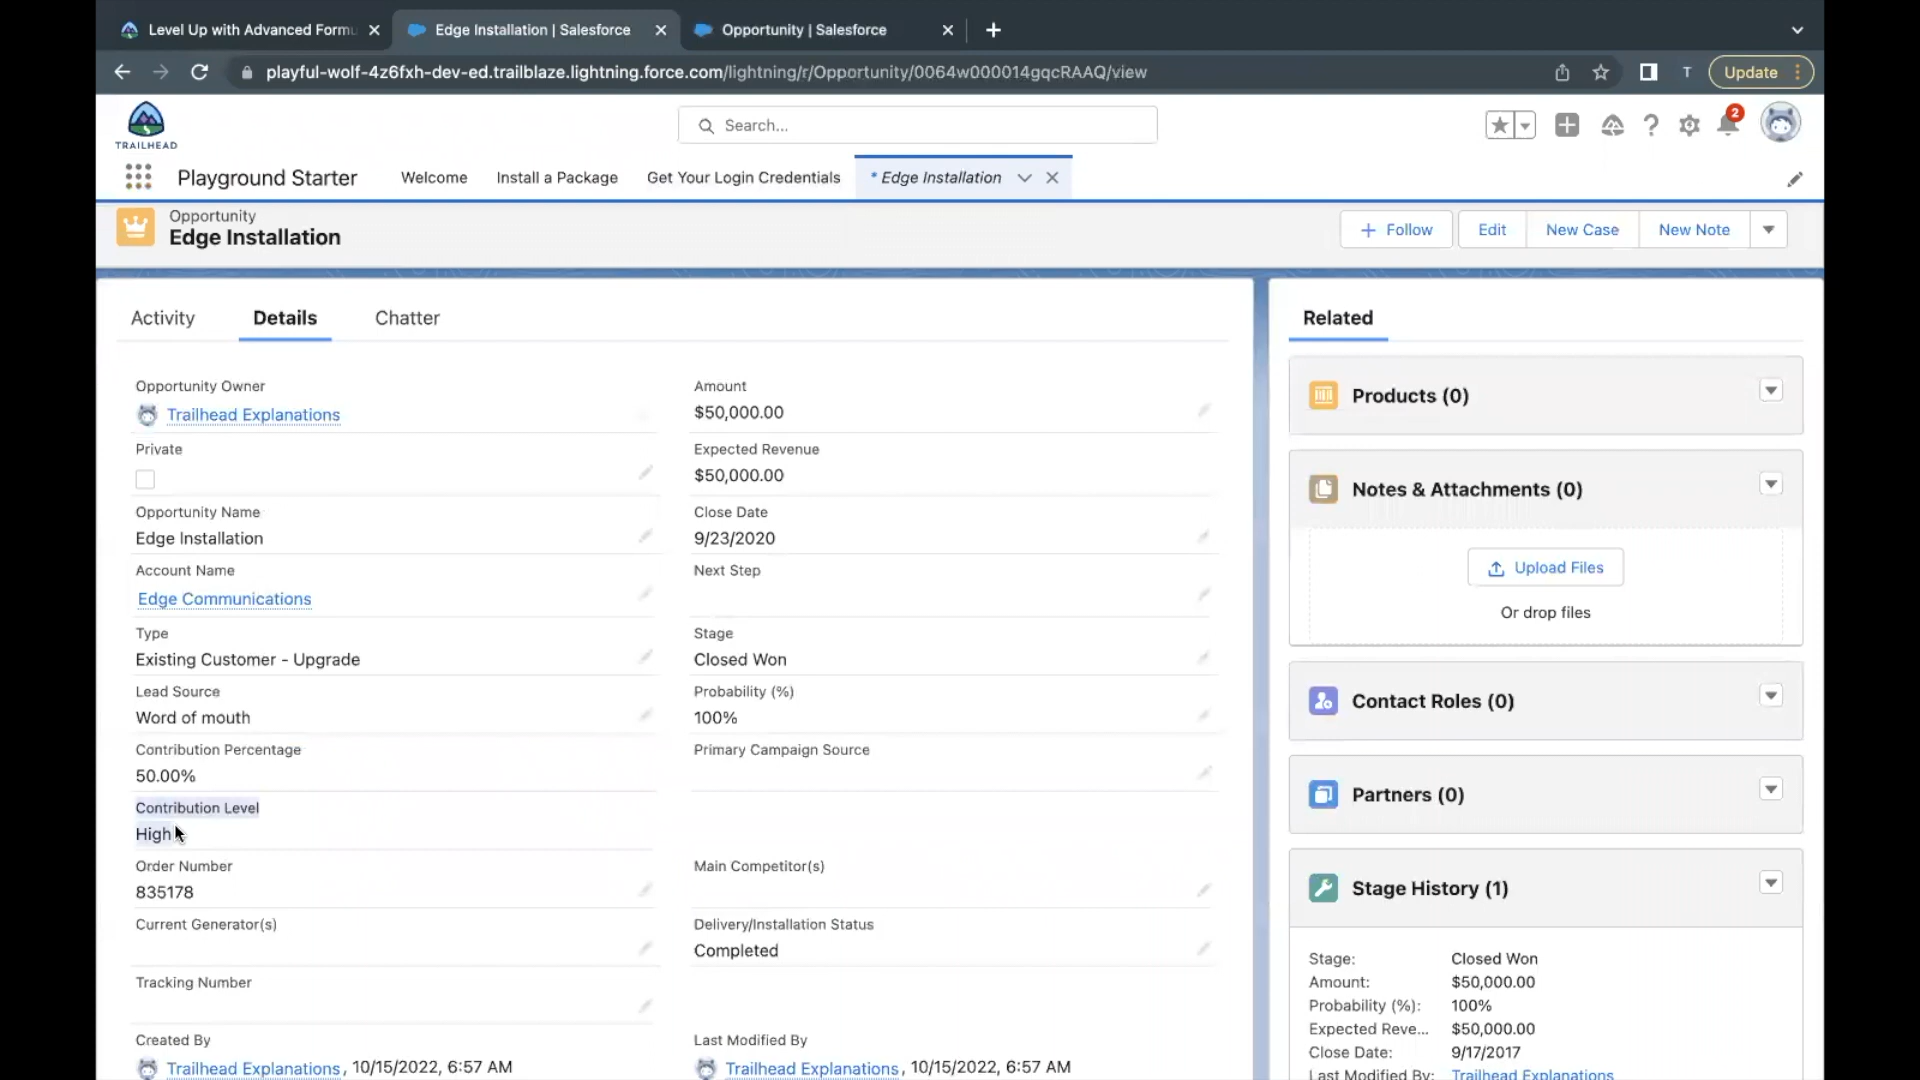 Level Up with Advanced Formu
Edge Installation | Salesforce
Opportunity | Salesforce
playful-wolf-4z6fxh-dev-ed.trailblaze.lightning.force.com/lightning/r/Opportunity/0064w000014gqcRAAQ/view
T
Update
TRAILHEAD
Search...
2
Playground Starter
Welcome
Install a Package
Get Your Login Credentials
* Edge Installation
Opportunity
Edge Installation
Follow
Edit
New Case
New Note
Activity
Details
Chatter
Opportunity Owner
Trailhead Explanations
Amount
$50,000.00
Private
Expected Revenue
$50,000.00
Opportunity Name
Edge Installation
Close Date
9/23/2020
Account Name
Edge Communications
Next Step
Type
Existing Customer - Upgrade
Stage
Closed Won
Lead Source
Word of mouth
Probability (%)
100%
Contribution Percentage
50.00%
Primary Campaign Source
Contribution Level
High
Order Number
835178
Main Competitor(s)
Current Generator(s)
Delivery/Installation Status
Completed
Tracking Number
Created By
Trailhead Explanations, 10/15/2022, 6:57 AM
Last Modified By
Trailhead Explanations, 10/15/2022, 6:57 AM
Related
Products (0)
Notes & Attachments (0)
Upload Files
Or drop files
Contact Roles (0)
Partners (0)
Stage History (1)
Stage: Closed Won
Amount: $50,000.00
Probability (%): 100%
Expected Reve... $50,000.00
Close Date: 9/17/2017
Last Modified By: Trailhead Explanations